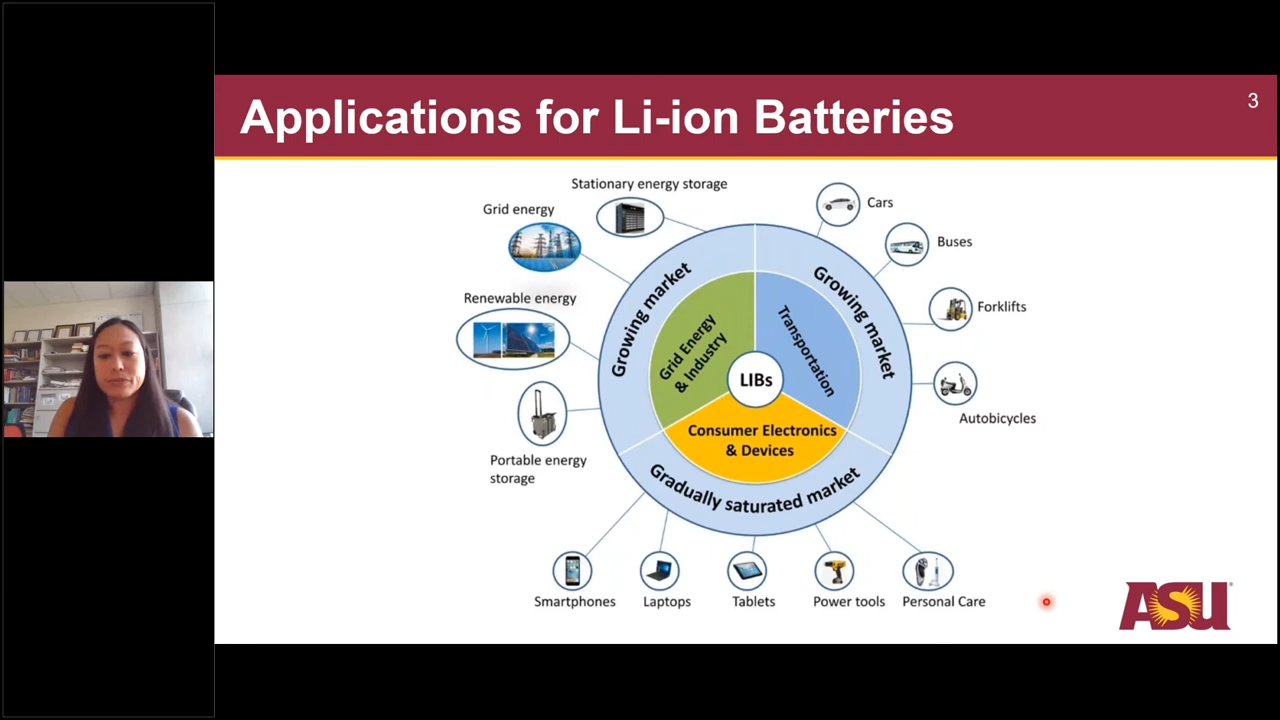 Applications for Li-ion Batteries
3
Stationary energy storage
Grid energy
Renewable energy
Portable energy
storage
Cars
Buses
Forklifts
Autobicycles
Growing market
Growing market
Gradually saturated market
Grid Energy
& Industry
Transportation
LIBs
Consumer Electronics
& Devices
Smartphones
Laptops
Tablets
Power tools
Personal Care
ASU